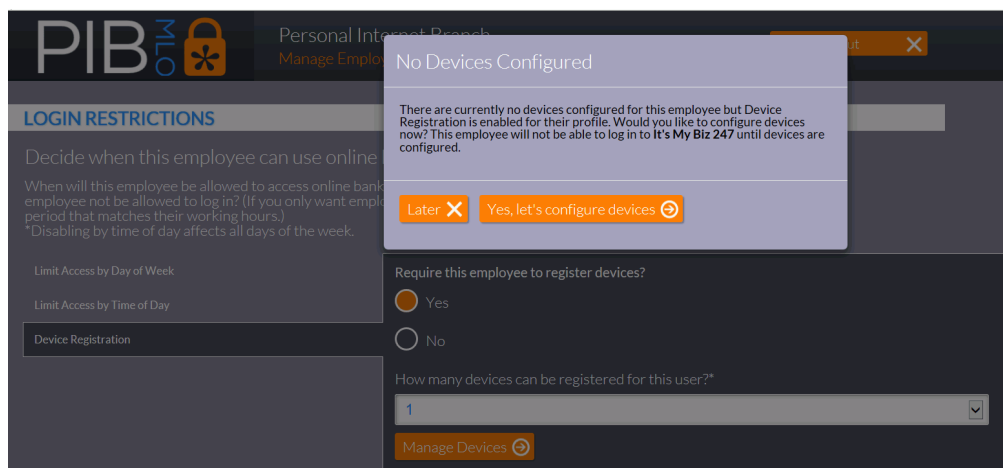 PIB
MLO
Personal Internet Branch
Manage Emplo
ut
No Devices Configured
There are currently no devices configured for this employee but Device
Registration is enabled for their profile. Would you like to configure devices
now? This employee will not be able to log in to It's My Biz 247 until devices are
configured.
Later
Yes, let's configure devices
LOGIN RESTRICTIONS
Decide when this employee can use online
When will this employee be allowed to access online bank
employee not be allowed to log in? (If you only want empl
period that matches their working hours.)
*Disabling by time of day affects all days of the week.
Limit Access by Day of Week
Limit Access by Time of Day
Device Registration
Require this employee to register devices?
Yes
No
How many devices can be registered for this user?*
1
Manage Devices